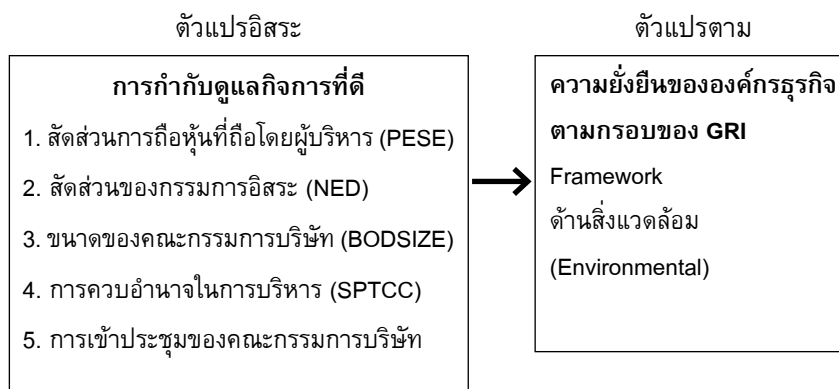 ตัวแปรอิสระ
การกำกับดูแลกิจการที่ดี
1. สัดส่วนการถือหุ้นที่ถือโดยผู้บริหาร (PESE)
2. สัดส่วนของกรรมการอิสระ (NED)
3. ขนาดของคณะกรรมการบริษัท (BODSIZE)
4. การควบอำนาจในการบริหาร (SPTCC)
5. การเข้าประชุมของคณะกรรมการบริษัท
ตัวแปรตาม
ความยั่งยืนขององค์กรธุรกิจ
ตามกรอบของ GRI
Framework
ด้านสิ่งแวดล้อม
(Environmental)